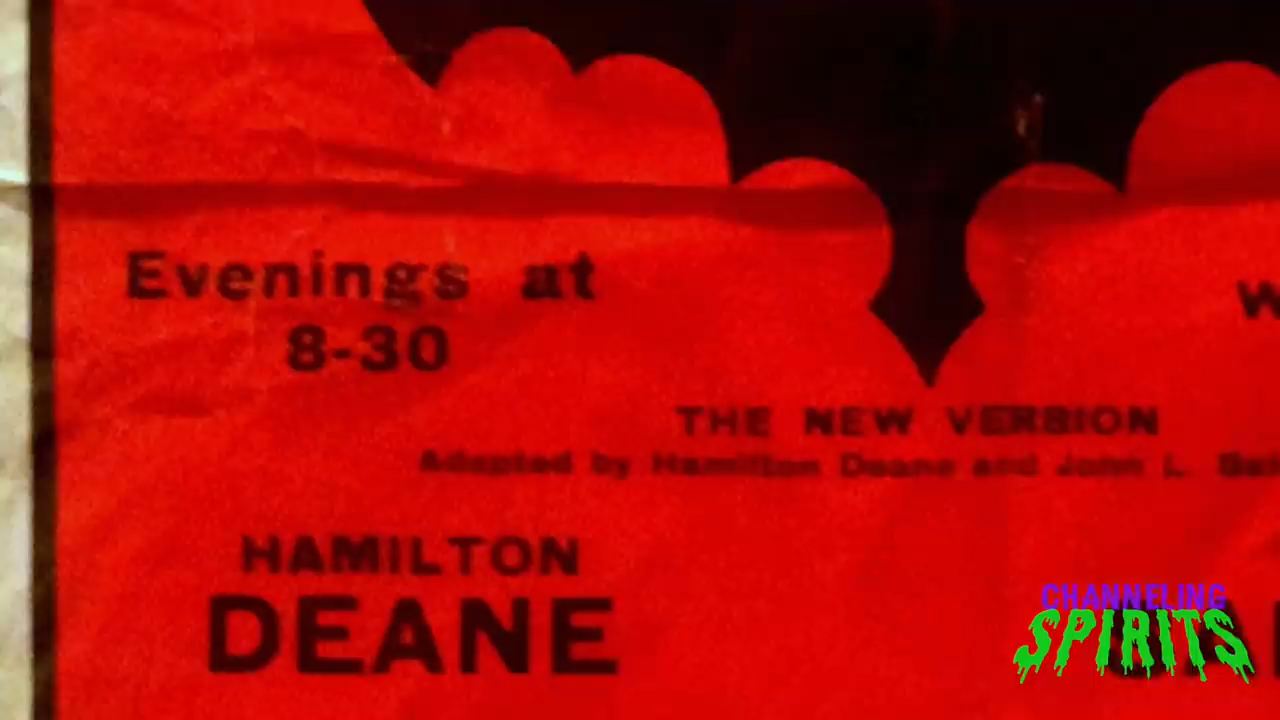 Evenings at
8-30
W
THE NEW VERSION
Adapted by Hamilton Deane and John L.
HAMILTON
DEANE
CHANNELING
SPIRITS